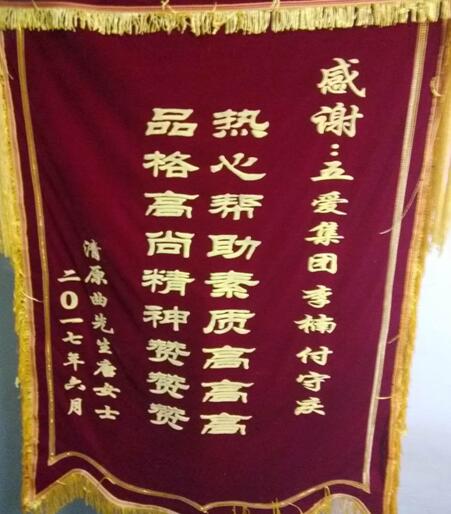 感谢:五爱集团李楠付守庆
热心帮助素质高高高
品格高尚精神赞赞赞
清原曲先生唐女士
二〇一七年六月